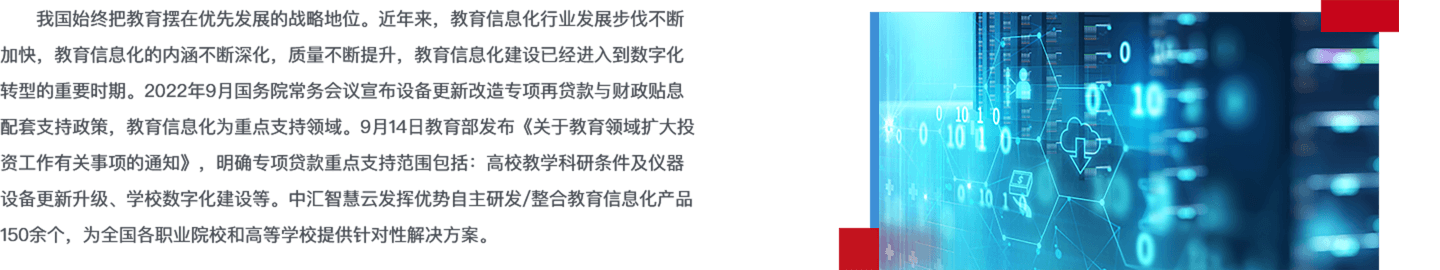 我国始终把教育摆在优先发展的战略地位。近年来，教育信息化行业发展步伐不断
加快，教育信息化的内涵不断深化，质量不断提升，教育信息化建设已经进入到数字化
转型的重要时期。2022年9月国务院常务会议宣布设备更新改造专项再贷款与财政贴息
配套支持政策，教育信息化为重点支持领域。9月14日教育部发布《关于教育领域扩大投
资工作有关事项的通知》，明确专项贷款重点支持范围包括：高校教学科研条件及仪器
设备更新升级、学校数字化建设等。中汇智慧云发挥优势自主研发/整合教育信息化产品
150余个，为全国各职业院校和高等学校提供针对性解决方案。